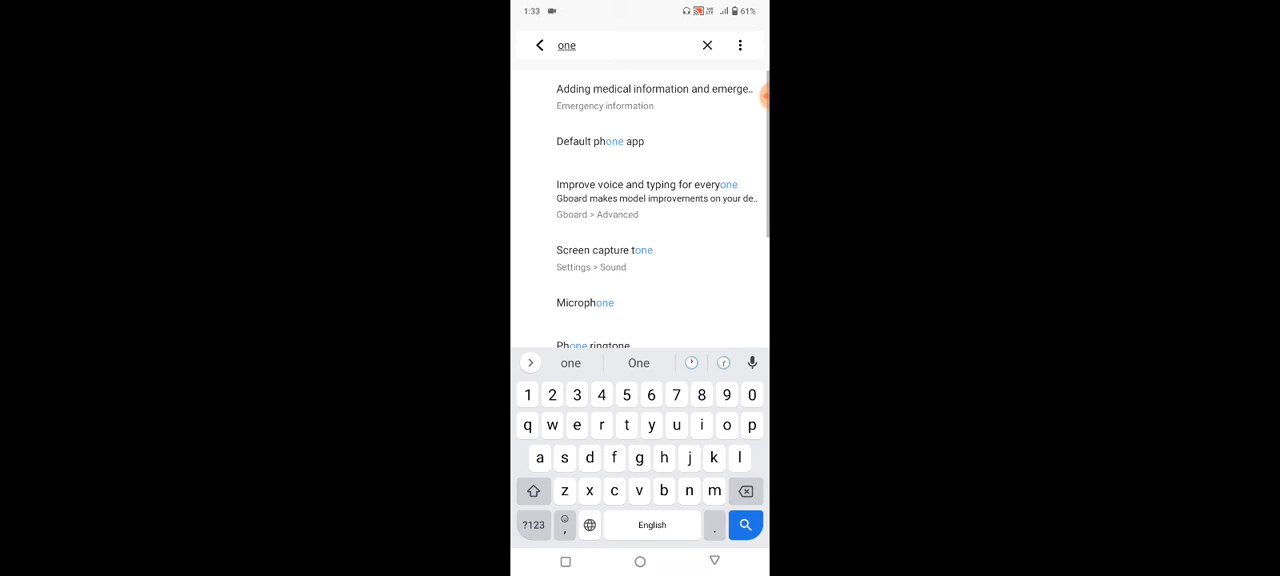 1:33 61%
one
Adding medical information and emerge..
Emergency information
Default phone app
Improve voice and typing for everyone
Gboard makes model improvements on your de..
Gboard > Advanced
Screen capture tone
Settings > Sound
Microphone
Phone ringtone
one One
1 2 3 4 5 6 7 8 9 0
q w e r t y u i o p
a s d f g h j k l
z x c v b n m
?123 , English .